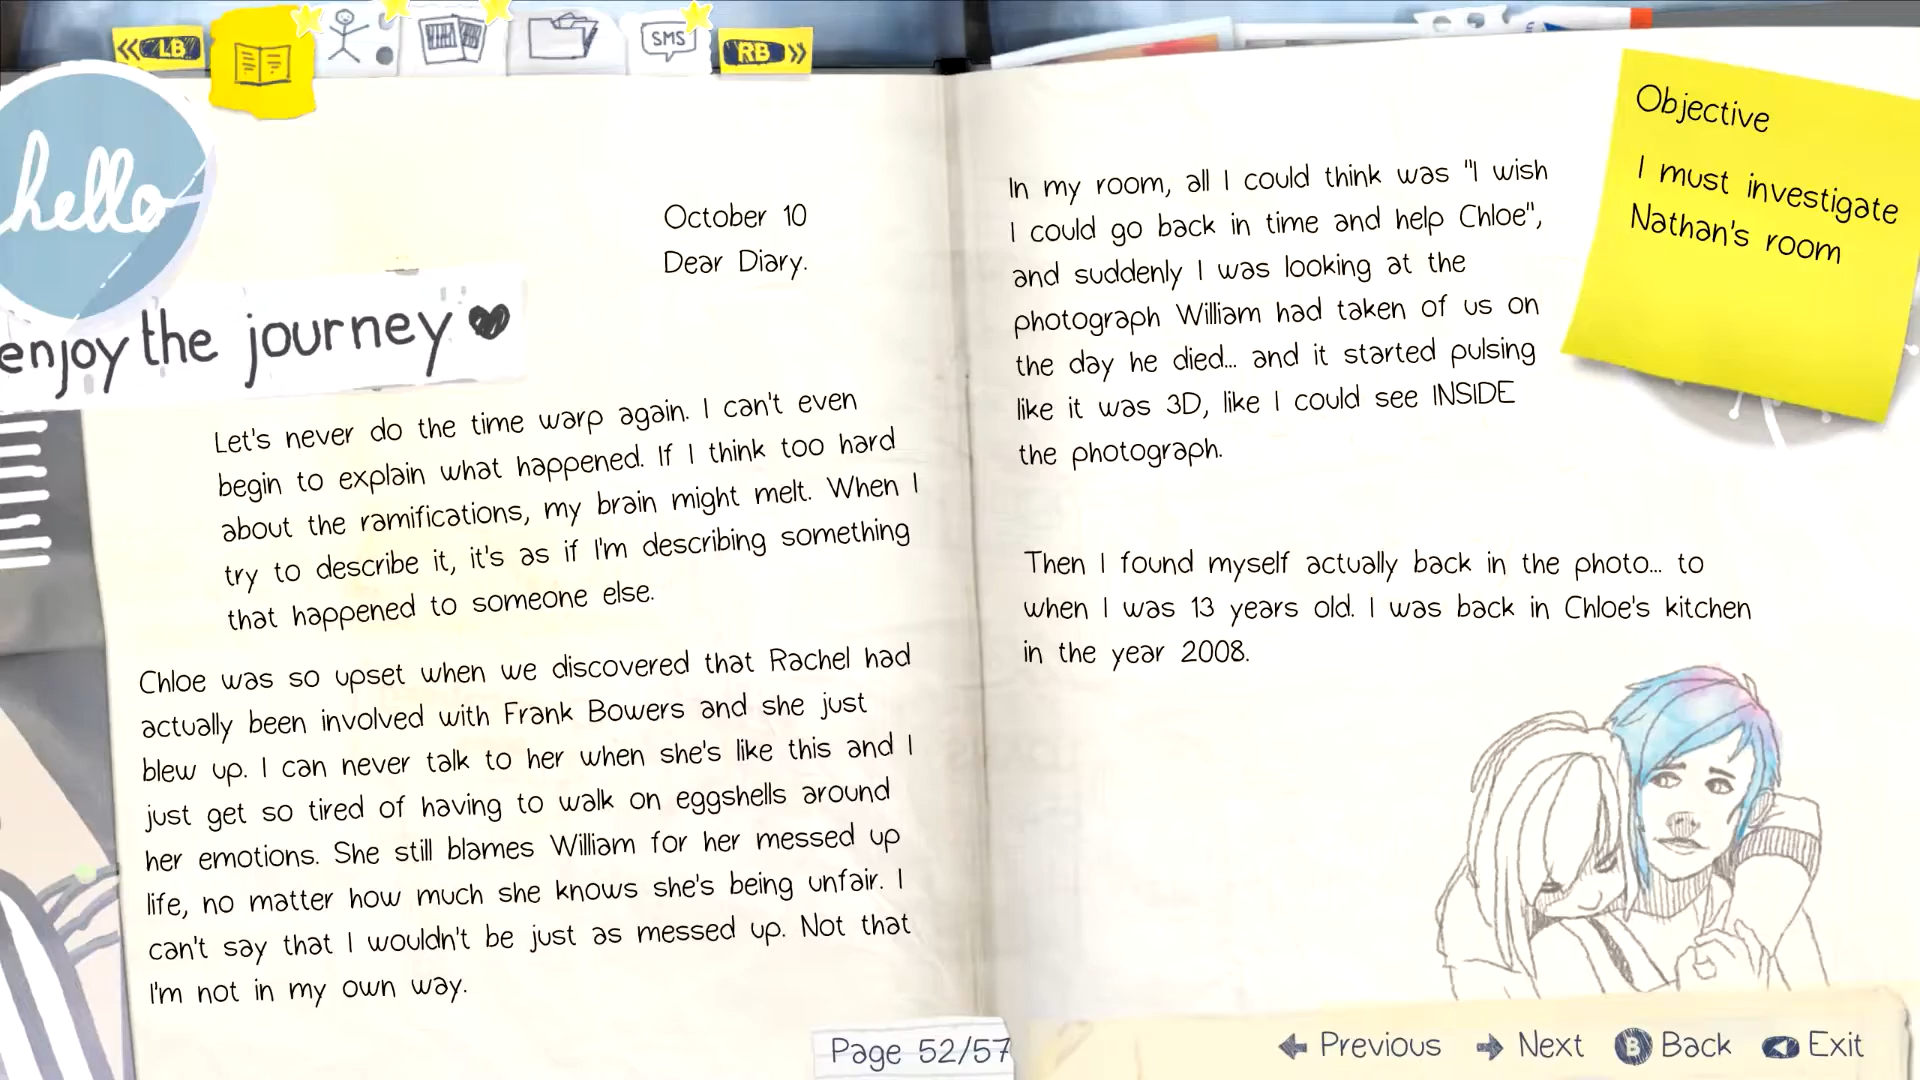 LB
SMS
RB
hello
enjoy the journey
October 10
Dear Diary.
Let's never do the time warp again. I can't even
begin to explain what happened. If I think too hard
about the ramifications, my brain might melt. When I
try to describe it, it's as if I'm describing something
that happened to someone else.
Chloe was so upset when we discovered that Rachel had
actually been involved with Frank Bowers and she just
blew up. I can never talk to her when she's like this and I
just get so tired of having to walk on eggshells around
her emotions. She still blames William for her messed up
life, no matter how much she knows she's being unfair. I
can't say that I wouldn't be just as messed up. Not that
I'm not in my own way.
In my room, all I could think was "I wish
I could go back in time and help Chloe",
and suddenly I was looking at the
photograph William had taken of us on
the day he died... and it started pulsing
like it was 3D, like I could see INSIDE
the photograph.
Then I found myself actually back in the photo... to
when I was 13 years old. I was back in Chloe's kitchen
in the year 2008.
Objective
I must investigate
Nathan's room
Page 52/57
Previous
Next
B Back
Exit